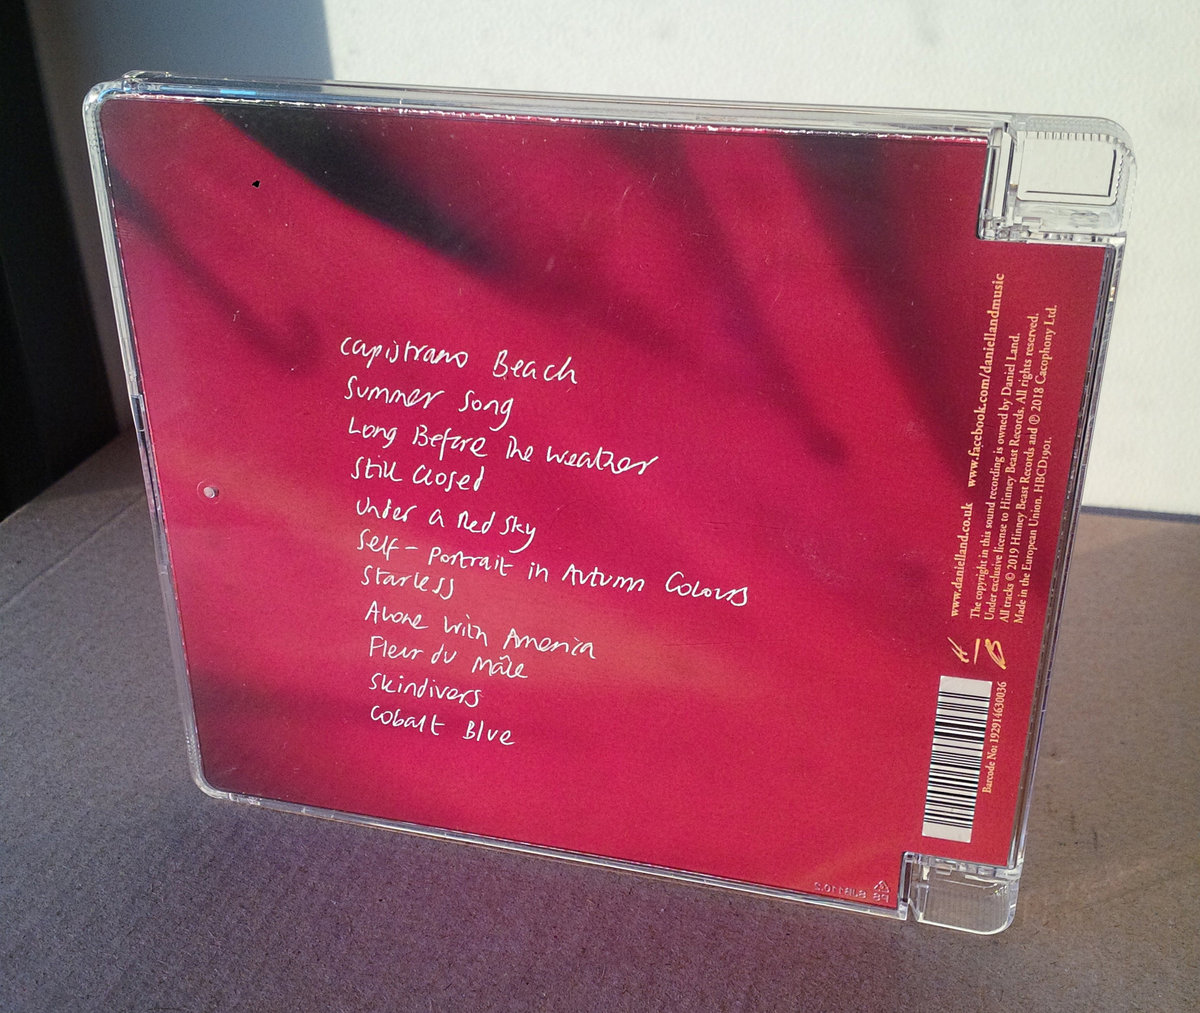 Capistrano Beach
Summer Song
Long Before The Weather
Still Closed
Under a Red Sky
Self-Portrait in Autumn Colours
Starless
Alone With America
Fleur du Mâle
Skindivers
Cobalt Blue
www.danielland.co.uk www.facebook.com/daniellandmusic
The copyright in this sound recording is owned by Daniel Land.
Under exclusive license to Hinney Beast Records. All rights reserved.
All tracks © 2019 Hinney Beast Records and ℗ 2018 Cacophony Ltd.
Made in the European Union. HBCD1901.
H
B
Barcode No: 192914630036